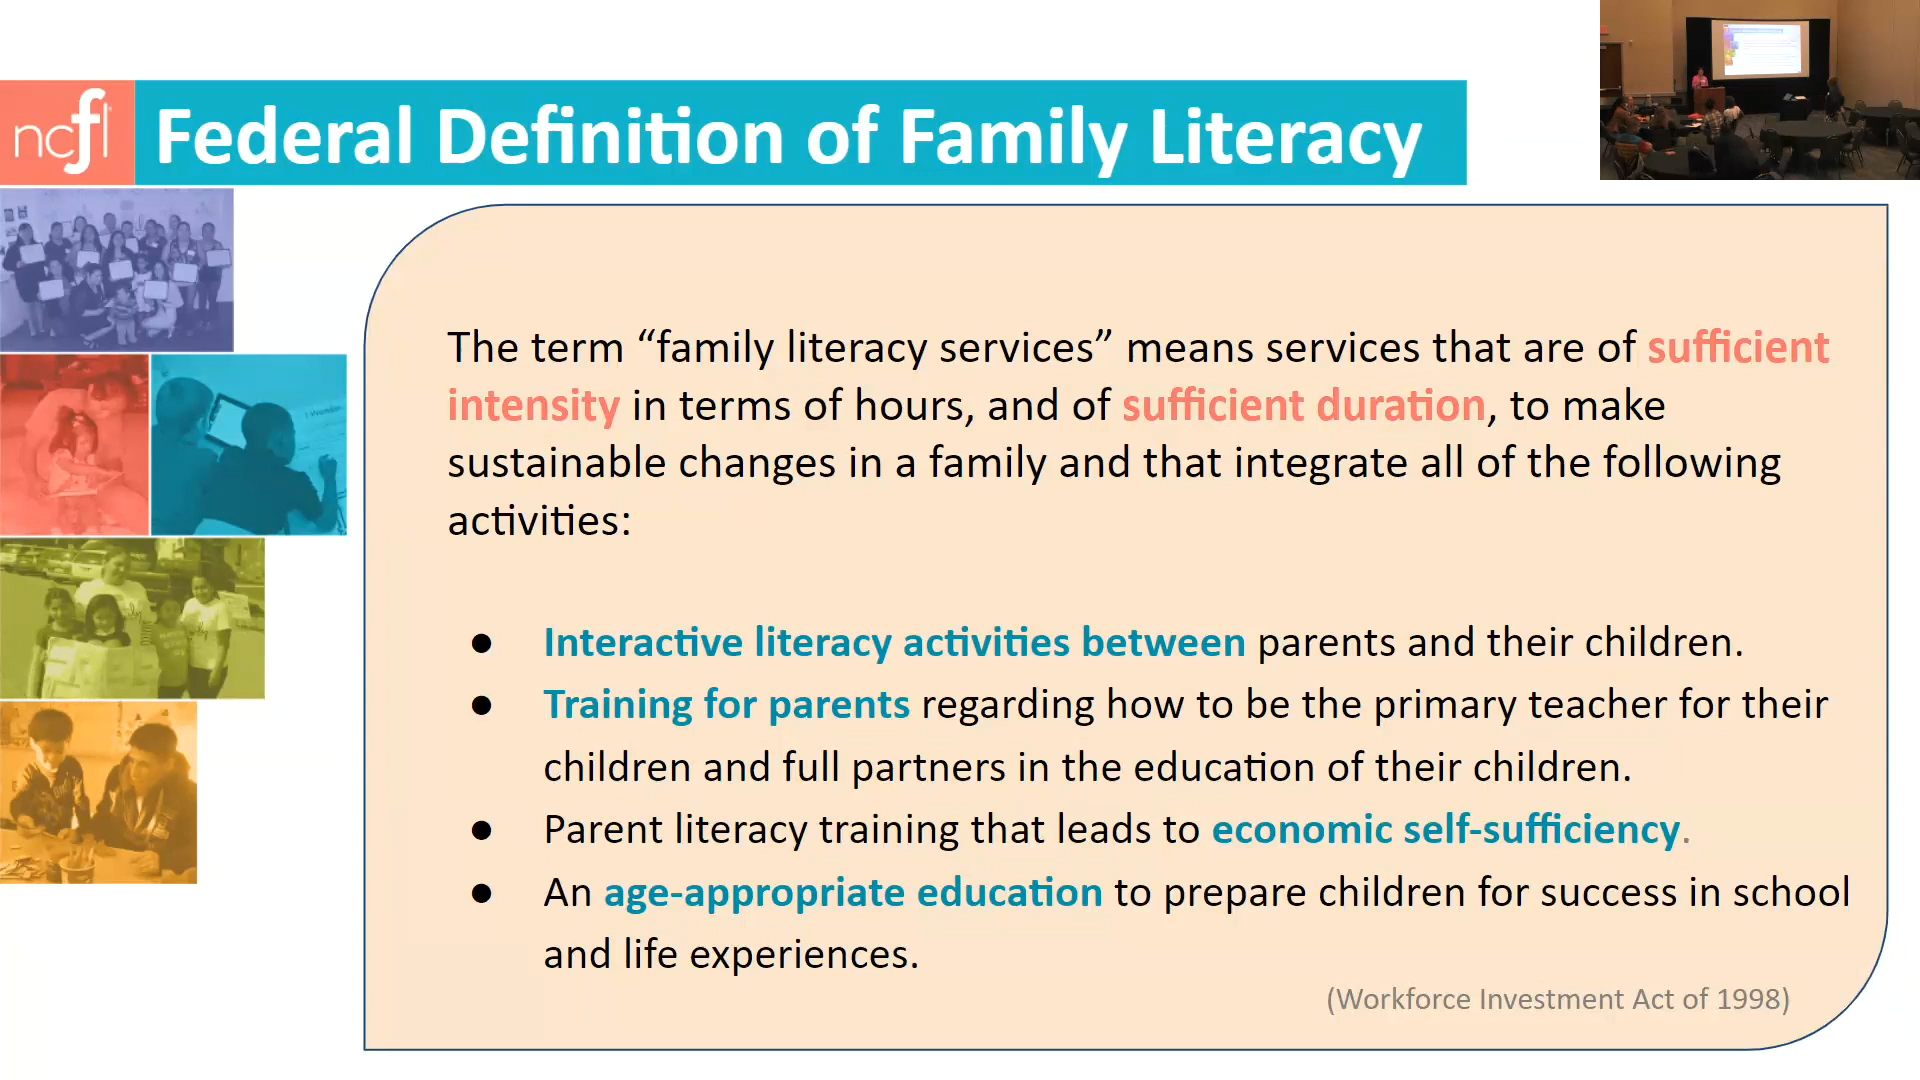 ncfl
Federal Definition of Family Literacy
The term “family literacy services” means services that are of sufficient
intensity in terms of hours, and of sufficient duration, to make
sustainable changes in a family and that integrate all of the following
activities:
● Interactive literacy activities between parents and their children.
● Training for parents regarding how to be the primary teacher for their
children and full partners in the education of their children.
● Parent literacy training that leads to economic self-sufficiency.
● An age-appropriate education to prepare children for success in school
and life experiences.
(Workforce Investment Act of 1998)